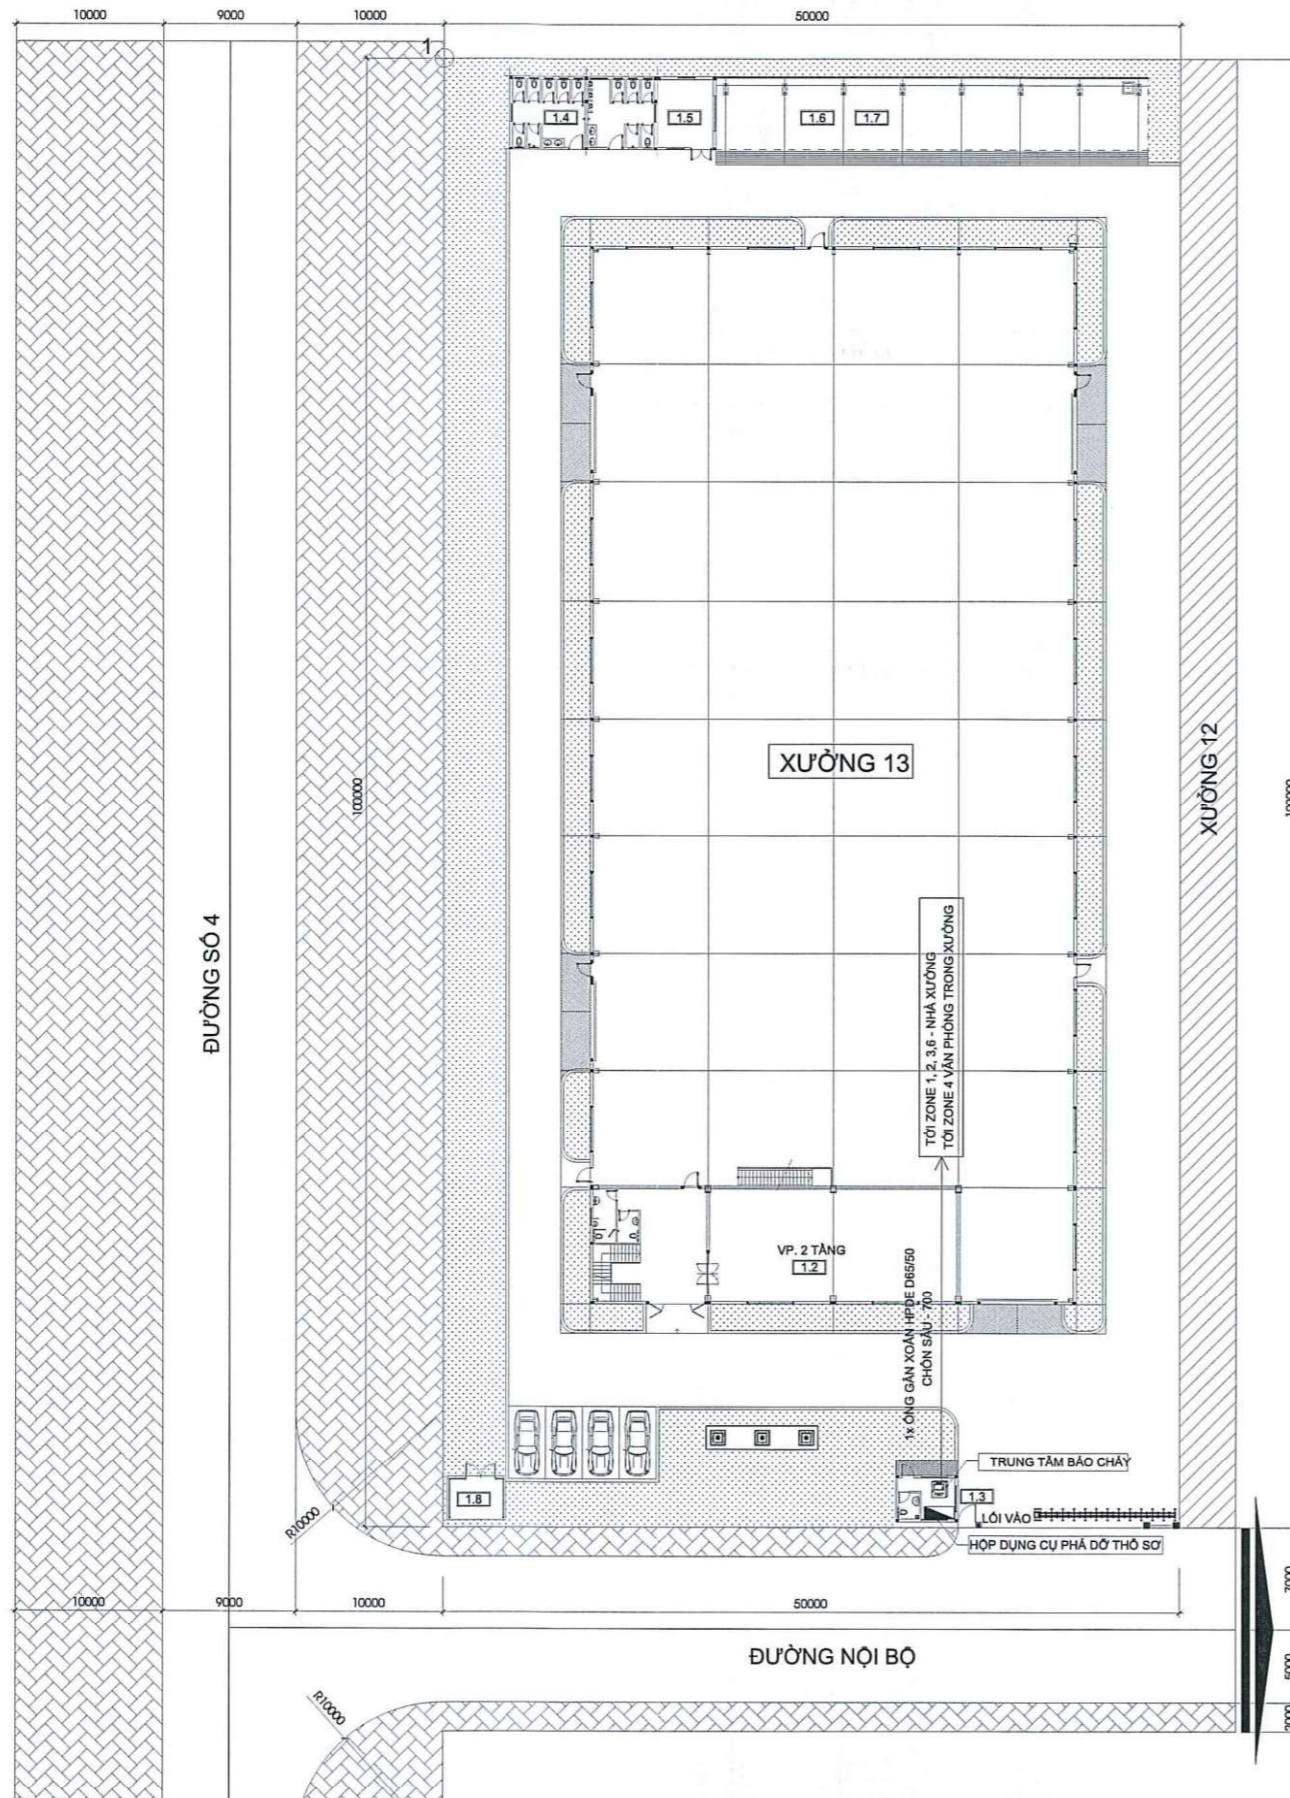 10000
9000
10000
50000
1
1.4
1.5
1.6
1.7
XƯỞNG 13
XƯỞNG 12
100000
100000
ĐƯỜNG SỐ 4
TỚI ZONE 1, 2, 3,6 - NHÀ XƯỞNG
TỚI ZONE 4 VĂN PHÒNG TRONG XƯỞNG
VP. 2 TẦNG
1.2
1x ỐNG GÂN XOẮN HPDE D65/50
CHÔN SÂU - 700
TRUNG TÂM BÁO CHÁY
1.8
1.3
LỐI VÀO
HỘP DỤNG CỤ PHÁ DỠ THÔ SƠ
R10000
10000
9000
10000
50000
7000
ĐƯỜNG NỘI BỘ
5000
R10000
2000